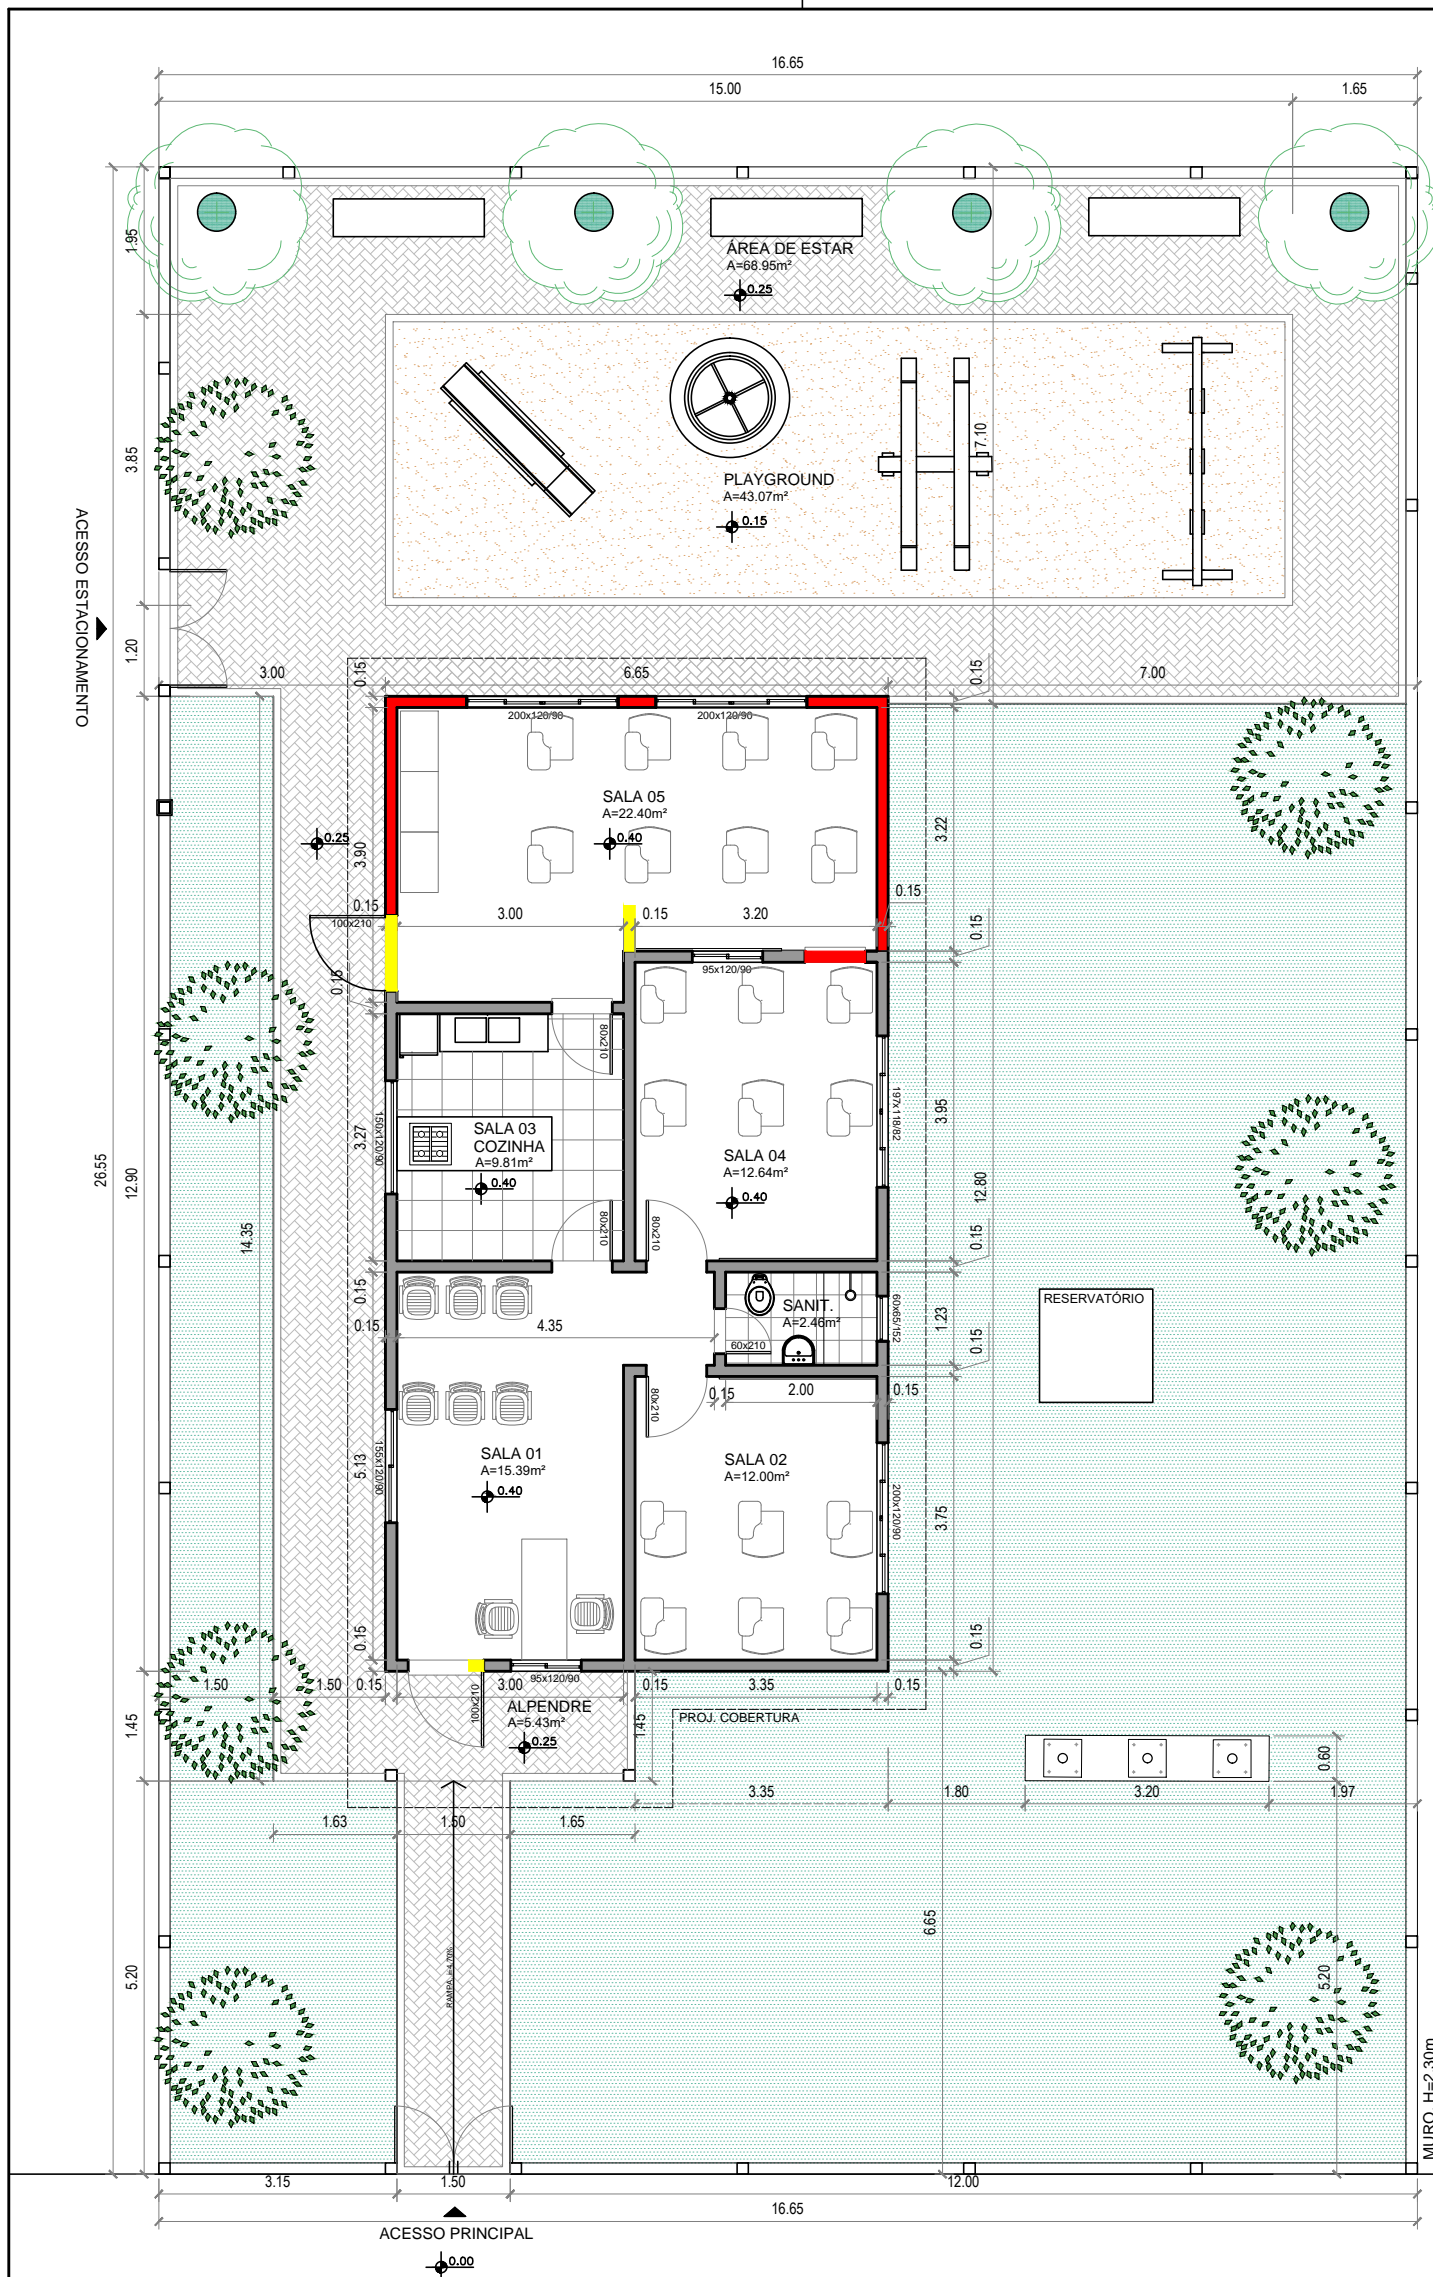 16.65
15.00
1.65
ÁREA DE ESTAR
A=68.95m²
0.25
1.95
3.85
7.10
PLAYGROUND
A=43.07m²
0.15
ACESSO ESTACIONAMENTO
1.20
3.00
0.15
6.65
0.15
7.00
200x120/90
200x120/90
SALA 05
A=22.40m²
0.40
0.25
3.90
3.22
0.15
100x210
3.00
0.15
3.20
0.15
0.15
0.15
95x120/90
80x210
SALA 03
COZINHA
A=9.81m²
0.40
150x120/90
3.27
SALA 04
A=12.64m²
0.40
197x118/82
3.95
12.80
26.55
12.90
14.35
80x210
80x210
0.15
0.15
0.15
4.35
SANIT.
A=2.46m²
60x210
60x65/152
1.23
0.15
RESERVATÓRIO
80x210
0.15
2.00
0.15
SALA 01
A=15.39m²
0.40
155x120/90
5.13
SALA 02
A=12.00m²
200x120/90
3.75
0.15
0.15
1.50
1.50
0.15
3.00
95x120/90
0.15
3.35
0.15
100x210
ALPENDRE
A=5.43m²
0.25
1.45
1.45
PROJ. COBERTURA
0.60
3.35
1.80
3.20
1.97
1.63
1.50
1.65
6.65
5.20
5.20
RAMPA i=4.70%
MURO H=2.30m
3.15
1.50
12.00
16.65
ACESSO PRINCIPAL
0.00